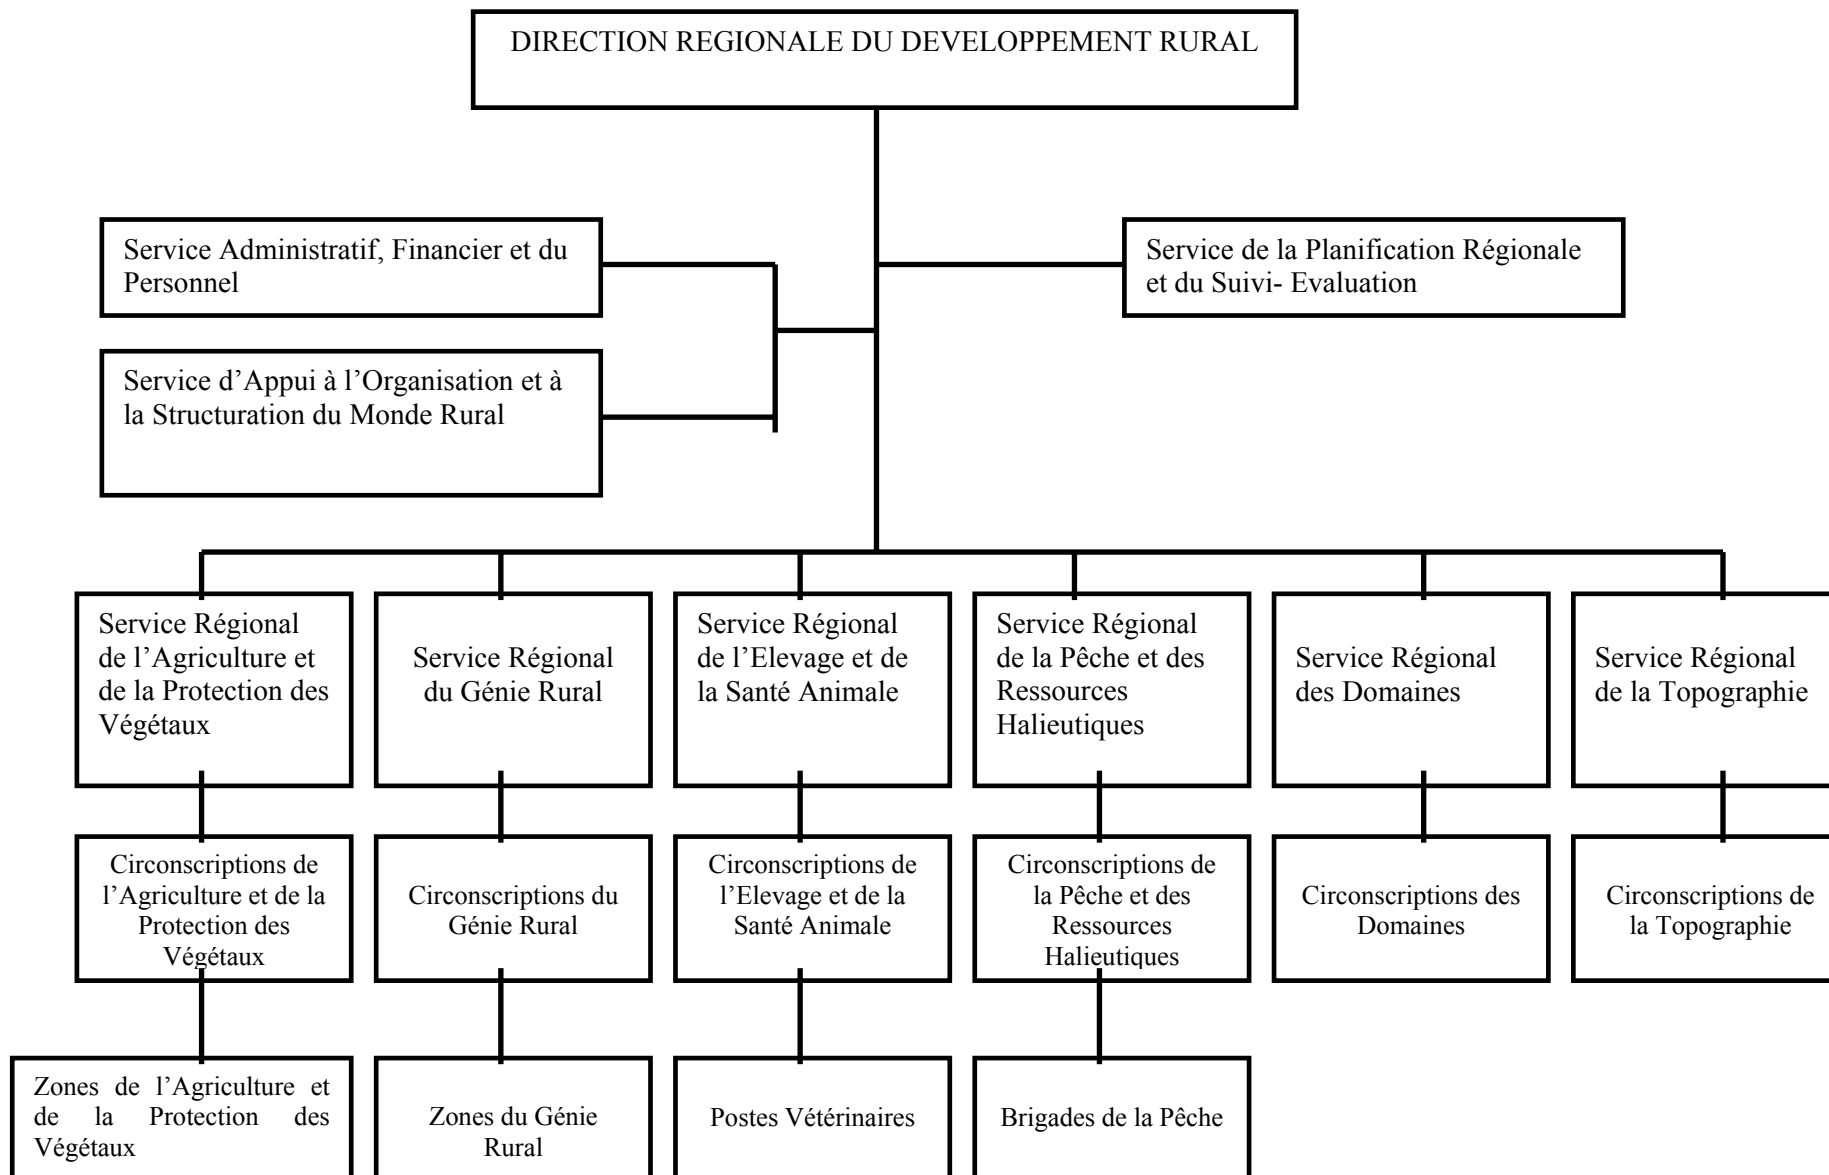 DIRECTION REGIONALE DU DEVELOPPEMENT RURAL
Service Administratif, Financier et du
Personnel
Service de la Planification Régionale
et du Suivi- Evaluation
Service d’Appui à l’Organisation et à
la Structuration du Monde Rural
Service Régional
de l’Agriculture et
de la Protection des
Végétaux
Service Régional
du Génie Rural
Service Régional
de l’Elevage et de
la Santé Animale
Service Régional
de la Pêche et des
Ressources
Halieutiques
Service Régional
des Domaines
Service Régional
de la Topographie
Circonscriptions de
l’Agriculture et de la
Protection des
Végétaux
Circonscriptions du
Génie Rural
Circonscriptions de
l’Elevage et de la
Santé Animale
Circonscriptions de
la Pêche et des
Ressources
Halieutiques
Circonscriptions des
Domaines
Circonscriptions de
la Topographie
Zones de l’Agriculture et
de la Protection des
Végétaux
Zones du Génie
Rural
Postes Vétérinaires
Brigades de la Pêche